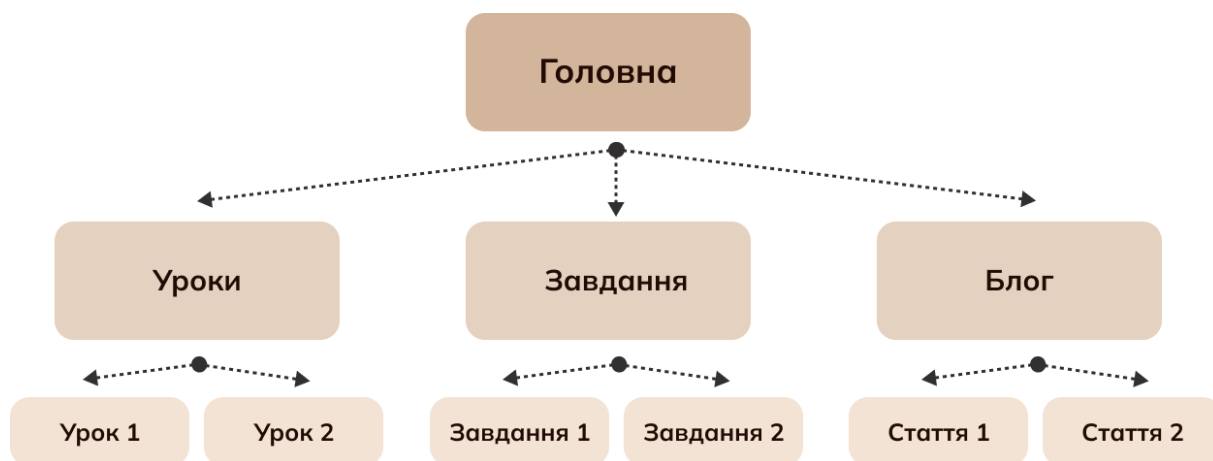 Головна
Уроки
Завдання
Блог
Урок 1
Урок 2
Завдання 1
Завдання 2
Стаття 1
Стаття 2